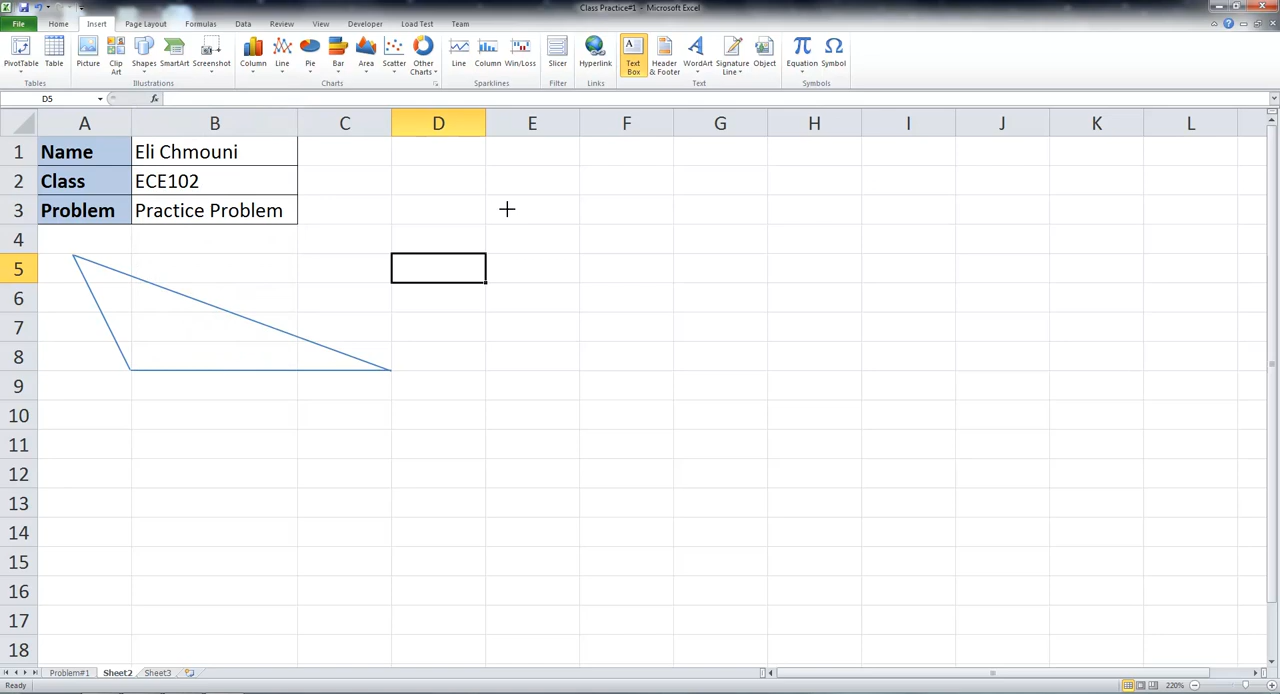 Class Practice#1 - Microsoft Excel
File Home Insert Page Layout Formulas Data Review View Developer Load Test Team
PivotTable Table Picture Clip Art Shapes SmartArt Screenshot Column Line Pie Bar Area Scatter Other Charts Line Column Win/Loss Slicer Hyperlink Text Box Header & Footer WordArt Signature Line Object Equation Symbol
Tables Illustrations Charts Sparklines Filter Links Text Symbols
D5 fx
A B C D E F G H I J K L
1 Name Eli Chmouni
2 Class ECE102
3 Problem Practice Problem
4
5
6
7
8
9
10
11
12
13
14
15
16
17
18
Problem#1 Sheet2 Sheet3
Ready 220%